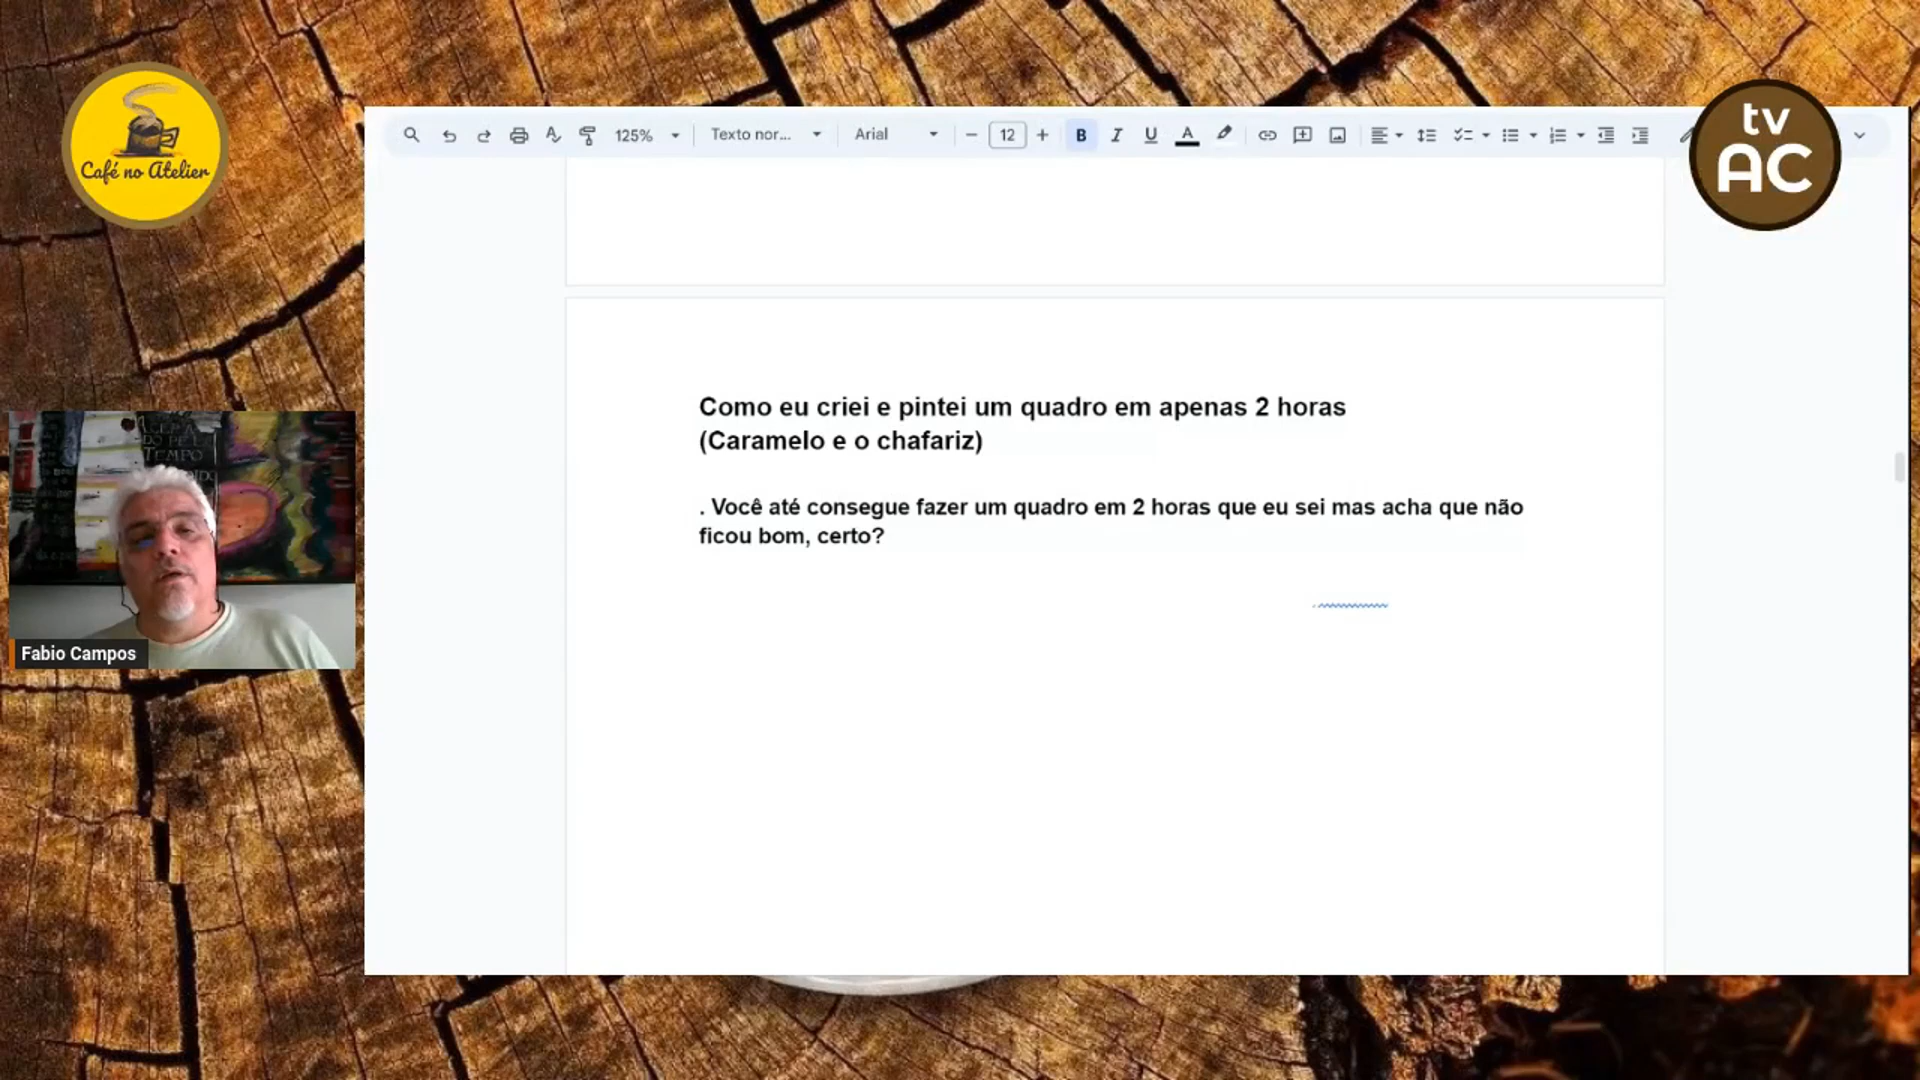 Café no Atelier
tv
AC
125%
Texto nor...
Arial
12
B
I
U
A
Como eu criei e pintei um quadro em apenas 2 horas
(Caramelo e o chafariz)
. Você até consegue fazer um quadro em 2 horas que eu sei mas acha que não
ficou bom, certo?
TEMPO
Fabio Campos